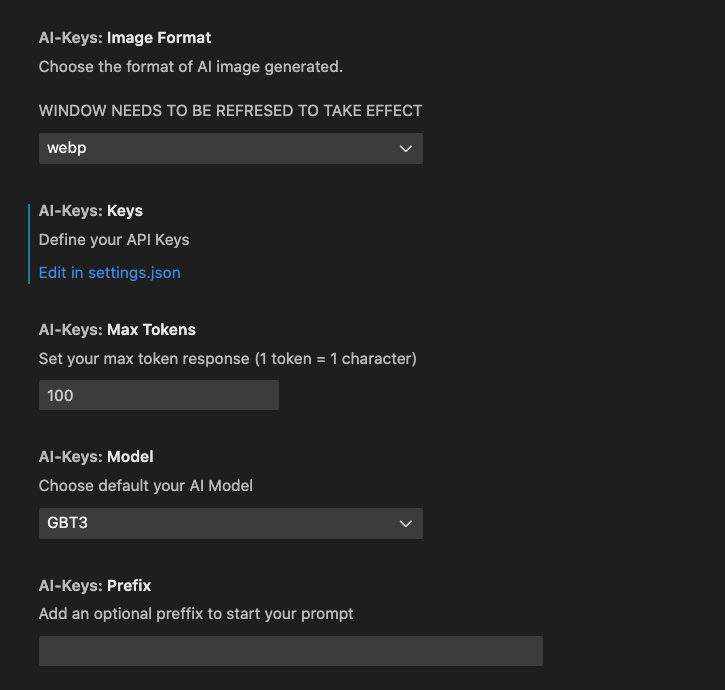 AI-Keys: Image Format
Choose the format of AI image generated.
WINDOW NEEDS TO BE REFRESED TO TAKE EFFECT
webp
AI-Keys: Keys
Define your API Keys
Edit in settings.json
AI-Keys: Max Tokens
Set your max token response (1 token = 1 character)
100
AI-Keys: Model
Choose default your AI Model
GBT3
AI-Keys: Prefix
Add an optional preffix to start your prompt